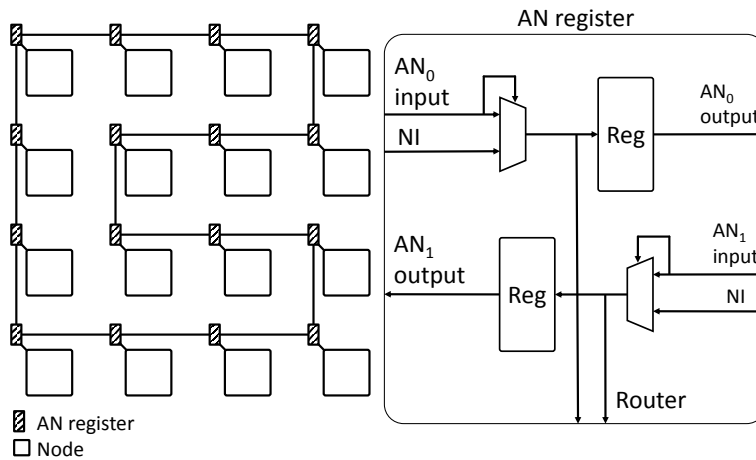 AN register
AN₀
input
NI
Reg
AN₀
output
AN₁
output
Reg
AN₁
input
NI
Router
AN register
Node